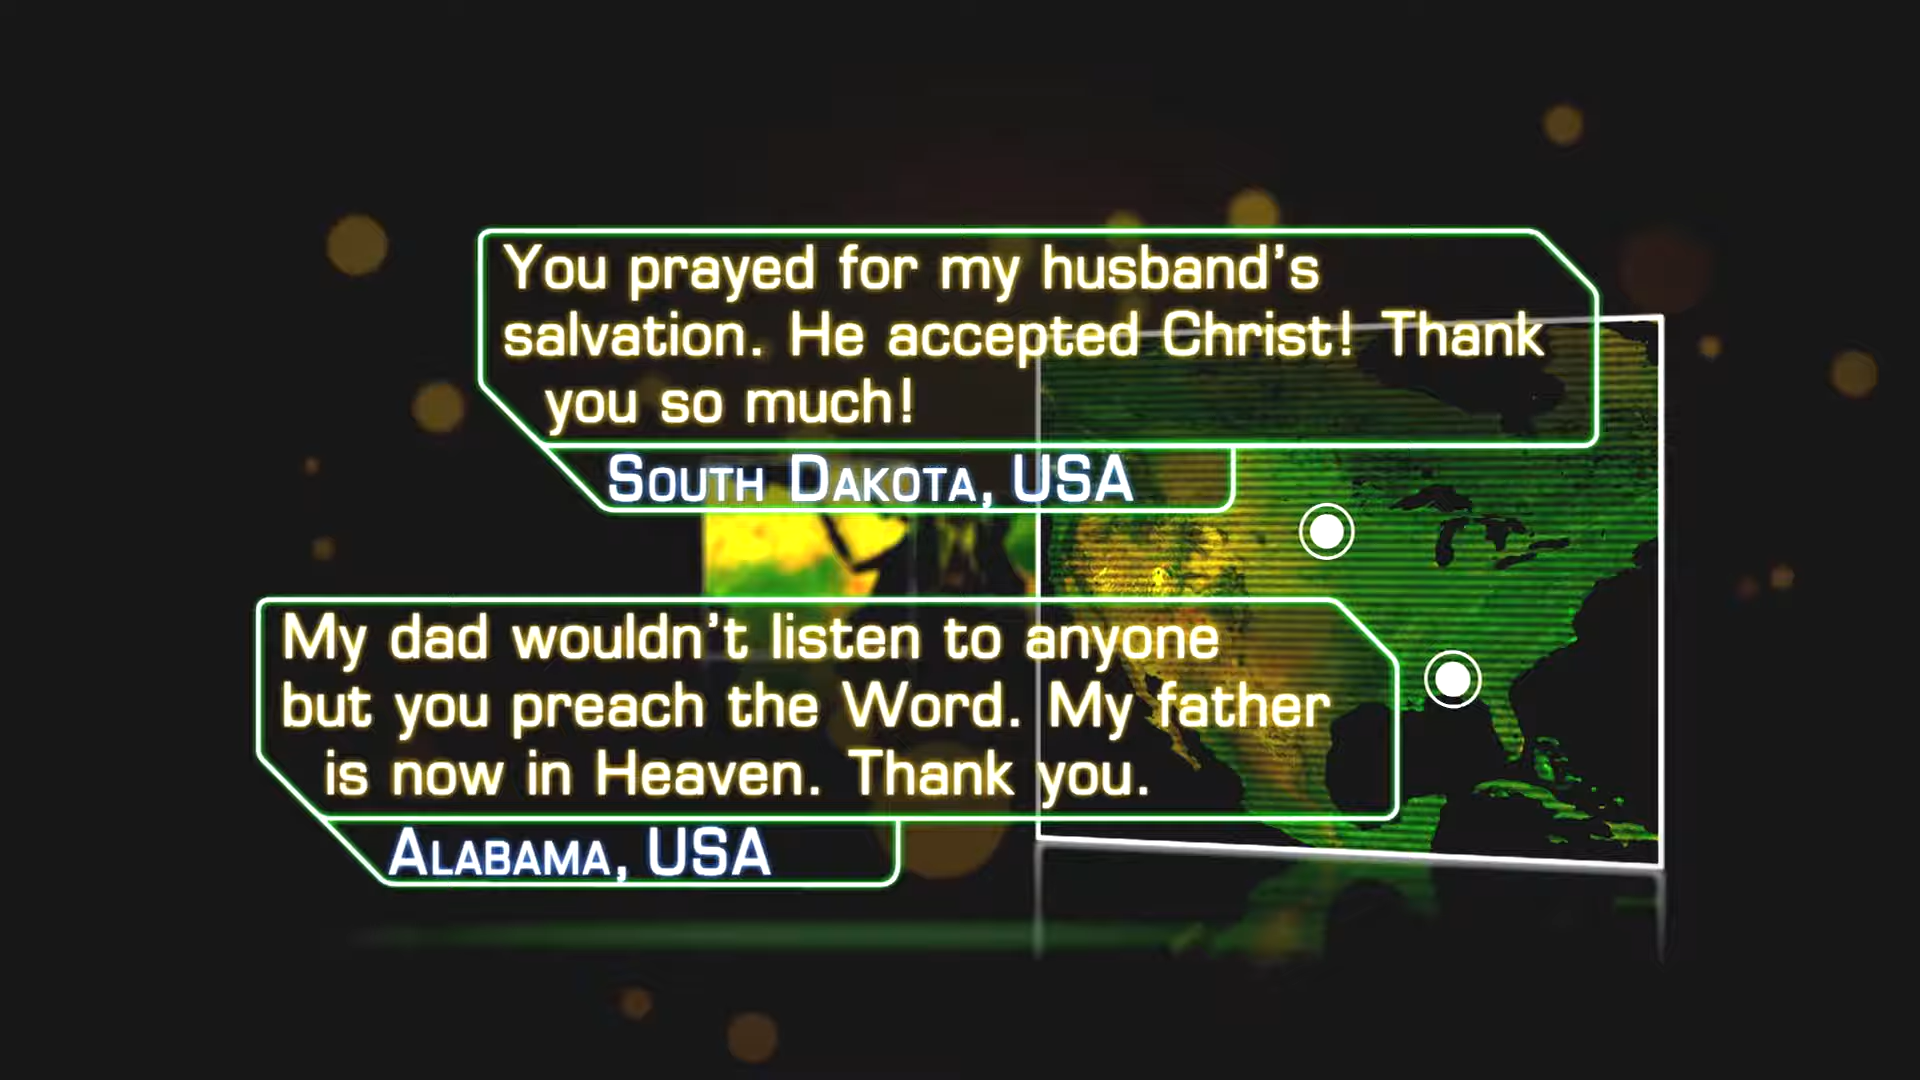 You prayed for my husband's
salvation. He accepted Christ! Thank
you so much!
SOUTH DAKOTA, USA
My dad wouldn't listen to anyone
but you preach the Word. My father
is now in Heaven. Thank you.
ALABAMA, USA